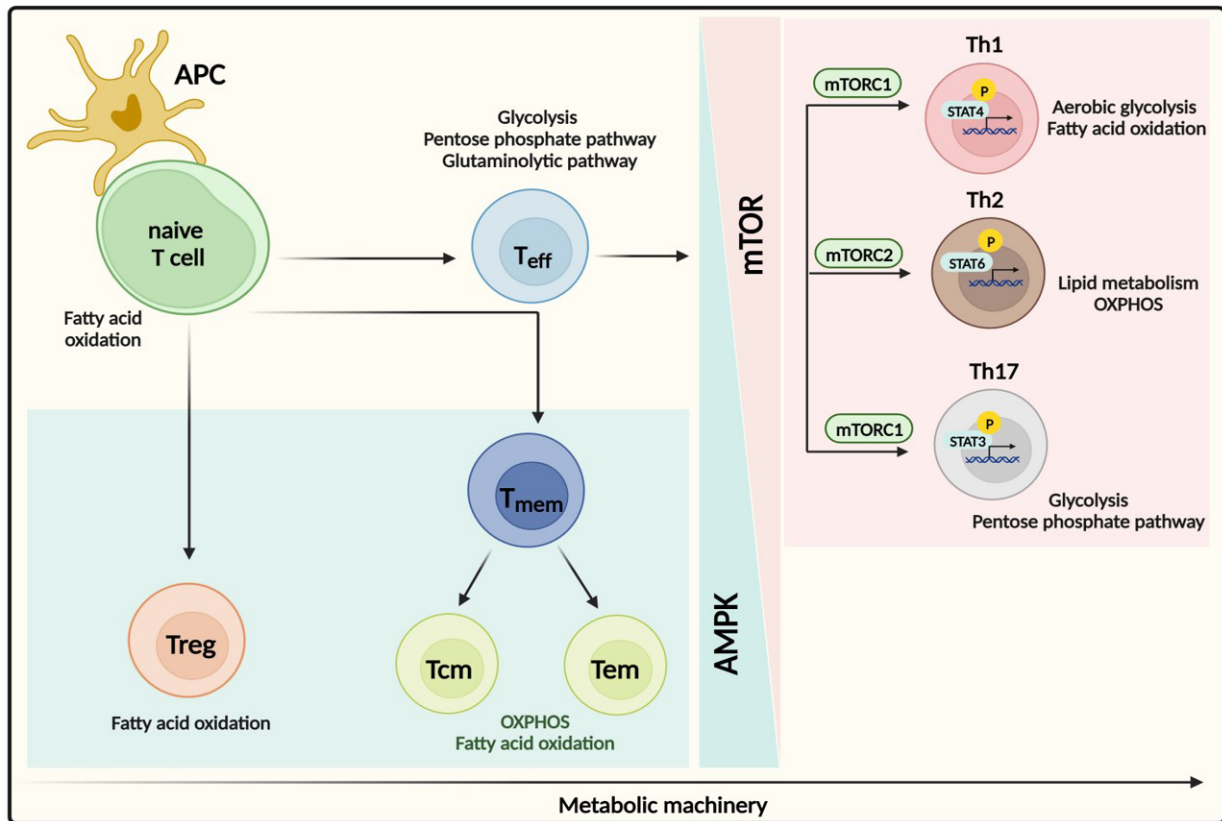 APC
naive
T cell
Fatty acid
oxidation
Glycolysis
Pentose phosphate pathway
Glutaminolytic pathway
Teff
Tmem
Treg
Fatty acid oxidation
Tcm
Tem
OXPHOS
Fatty acid oxidation
mTOR
AMPK
Th1
mTORC1
P
STAT4
Aerobic glycolysis
Fatty acid oxidation
Th2
mTORC2
P
STAT6
Lipid metabolism
OXPHOS
Th17
mTORC1
P
STAT3
Glycolysis
Pentose phosphate pathway
Metabolic machinery